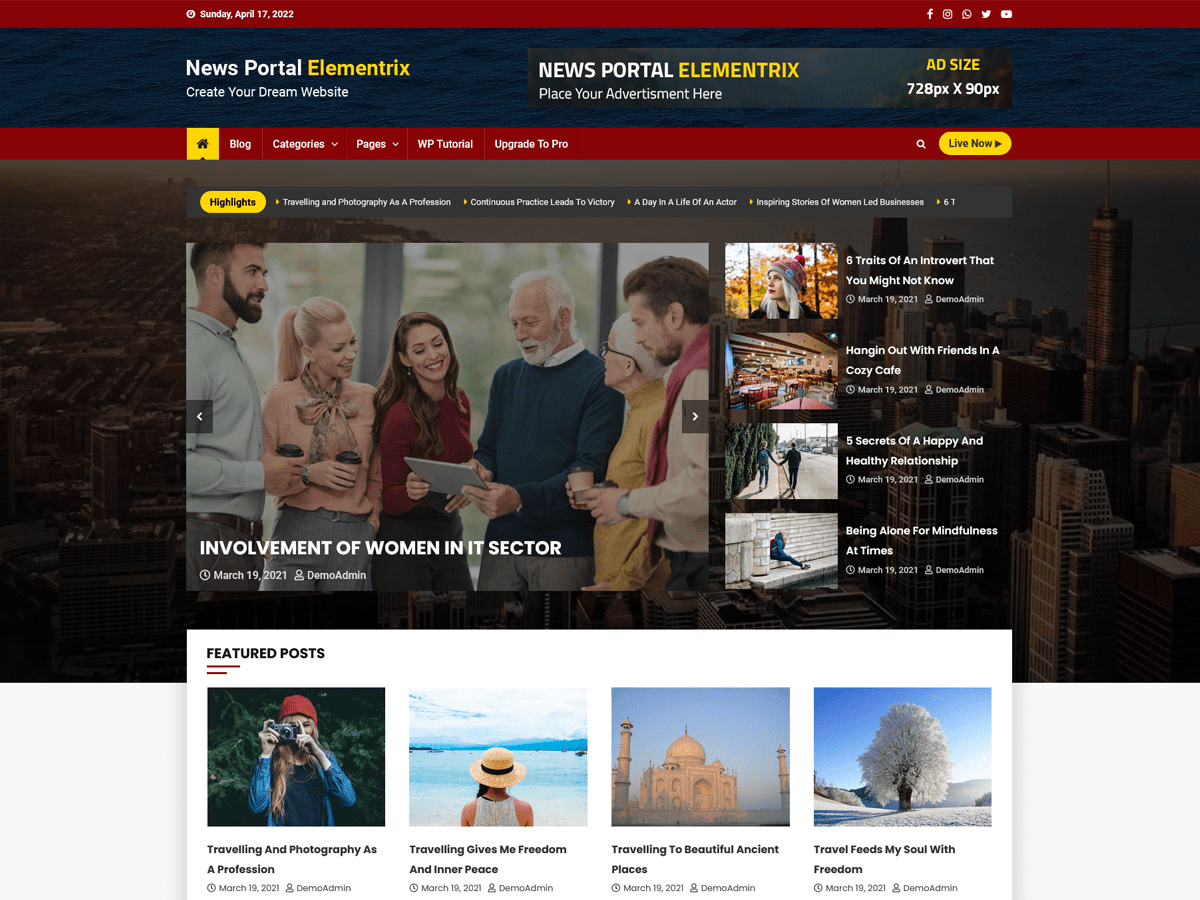 Sunday, April 17, 2022
News Portal Elementrix
Create Your Dream Website
NEWS PORTAL ELEMENTRIX
Place Your Advertisment Here
AD SIZE
728px X 90px
Blog
Categories
Pages
WP Tutorial
Upgrade To Pro
Live Now
Highlights
Travelling and Photography As A Profession
Continuous Practice Leads To Victory
A Day In A Life Of An Actor
Inspiring Stories Of Women Led Businesses
6 T
INVOLVEMENT OF WOMEN IN IT SECTOR
March 19, 2021 DemoAdmin
6 Traits Of An Introvert That
You Might Not Know
March 19, 2021 DemoAdmin
Hangin Out With Friends In A
Cozy Cafe
March 19, 2021 DemoAdmin
5 Secrets Of A Happy And
Healthy Relationship
March 19, 2021 DemoAdmin
Being Alone For Mindfulness
At Times
March 19, 2021 DemoAdmin
FEATURED POSTS
Travelling And Photography As
A Profession
March 19, 2021 DemoAdmin
Travelling Gives Me Freedom
And Inner Peace
March 19, 2021 DemoAdmin
Travelling To Beautiful Ancient
Places
March 19, 2021 DemoAdmin
Travel Feeds My Soul With
Freedom
March 19, 2021 DemoAdmin